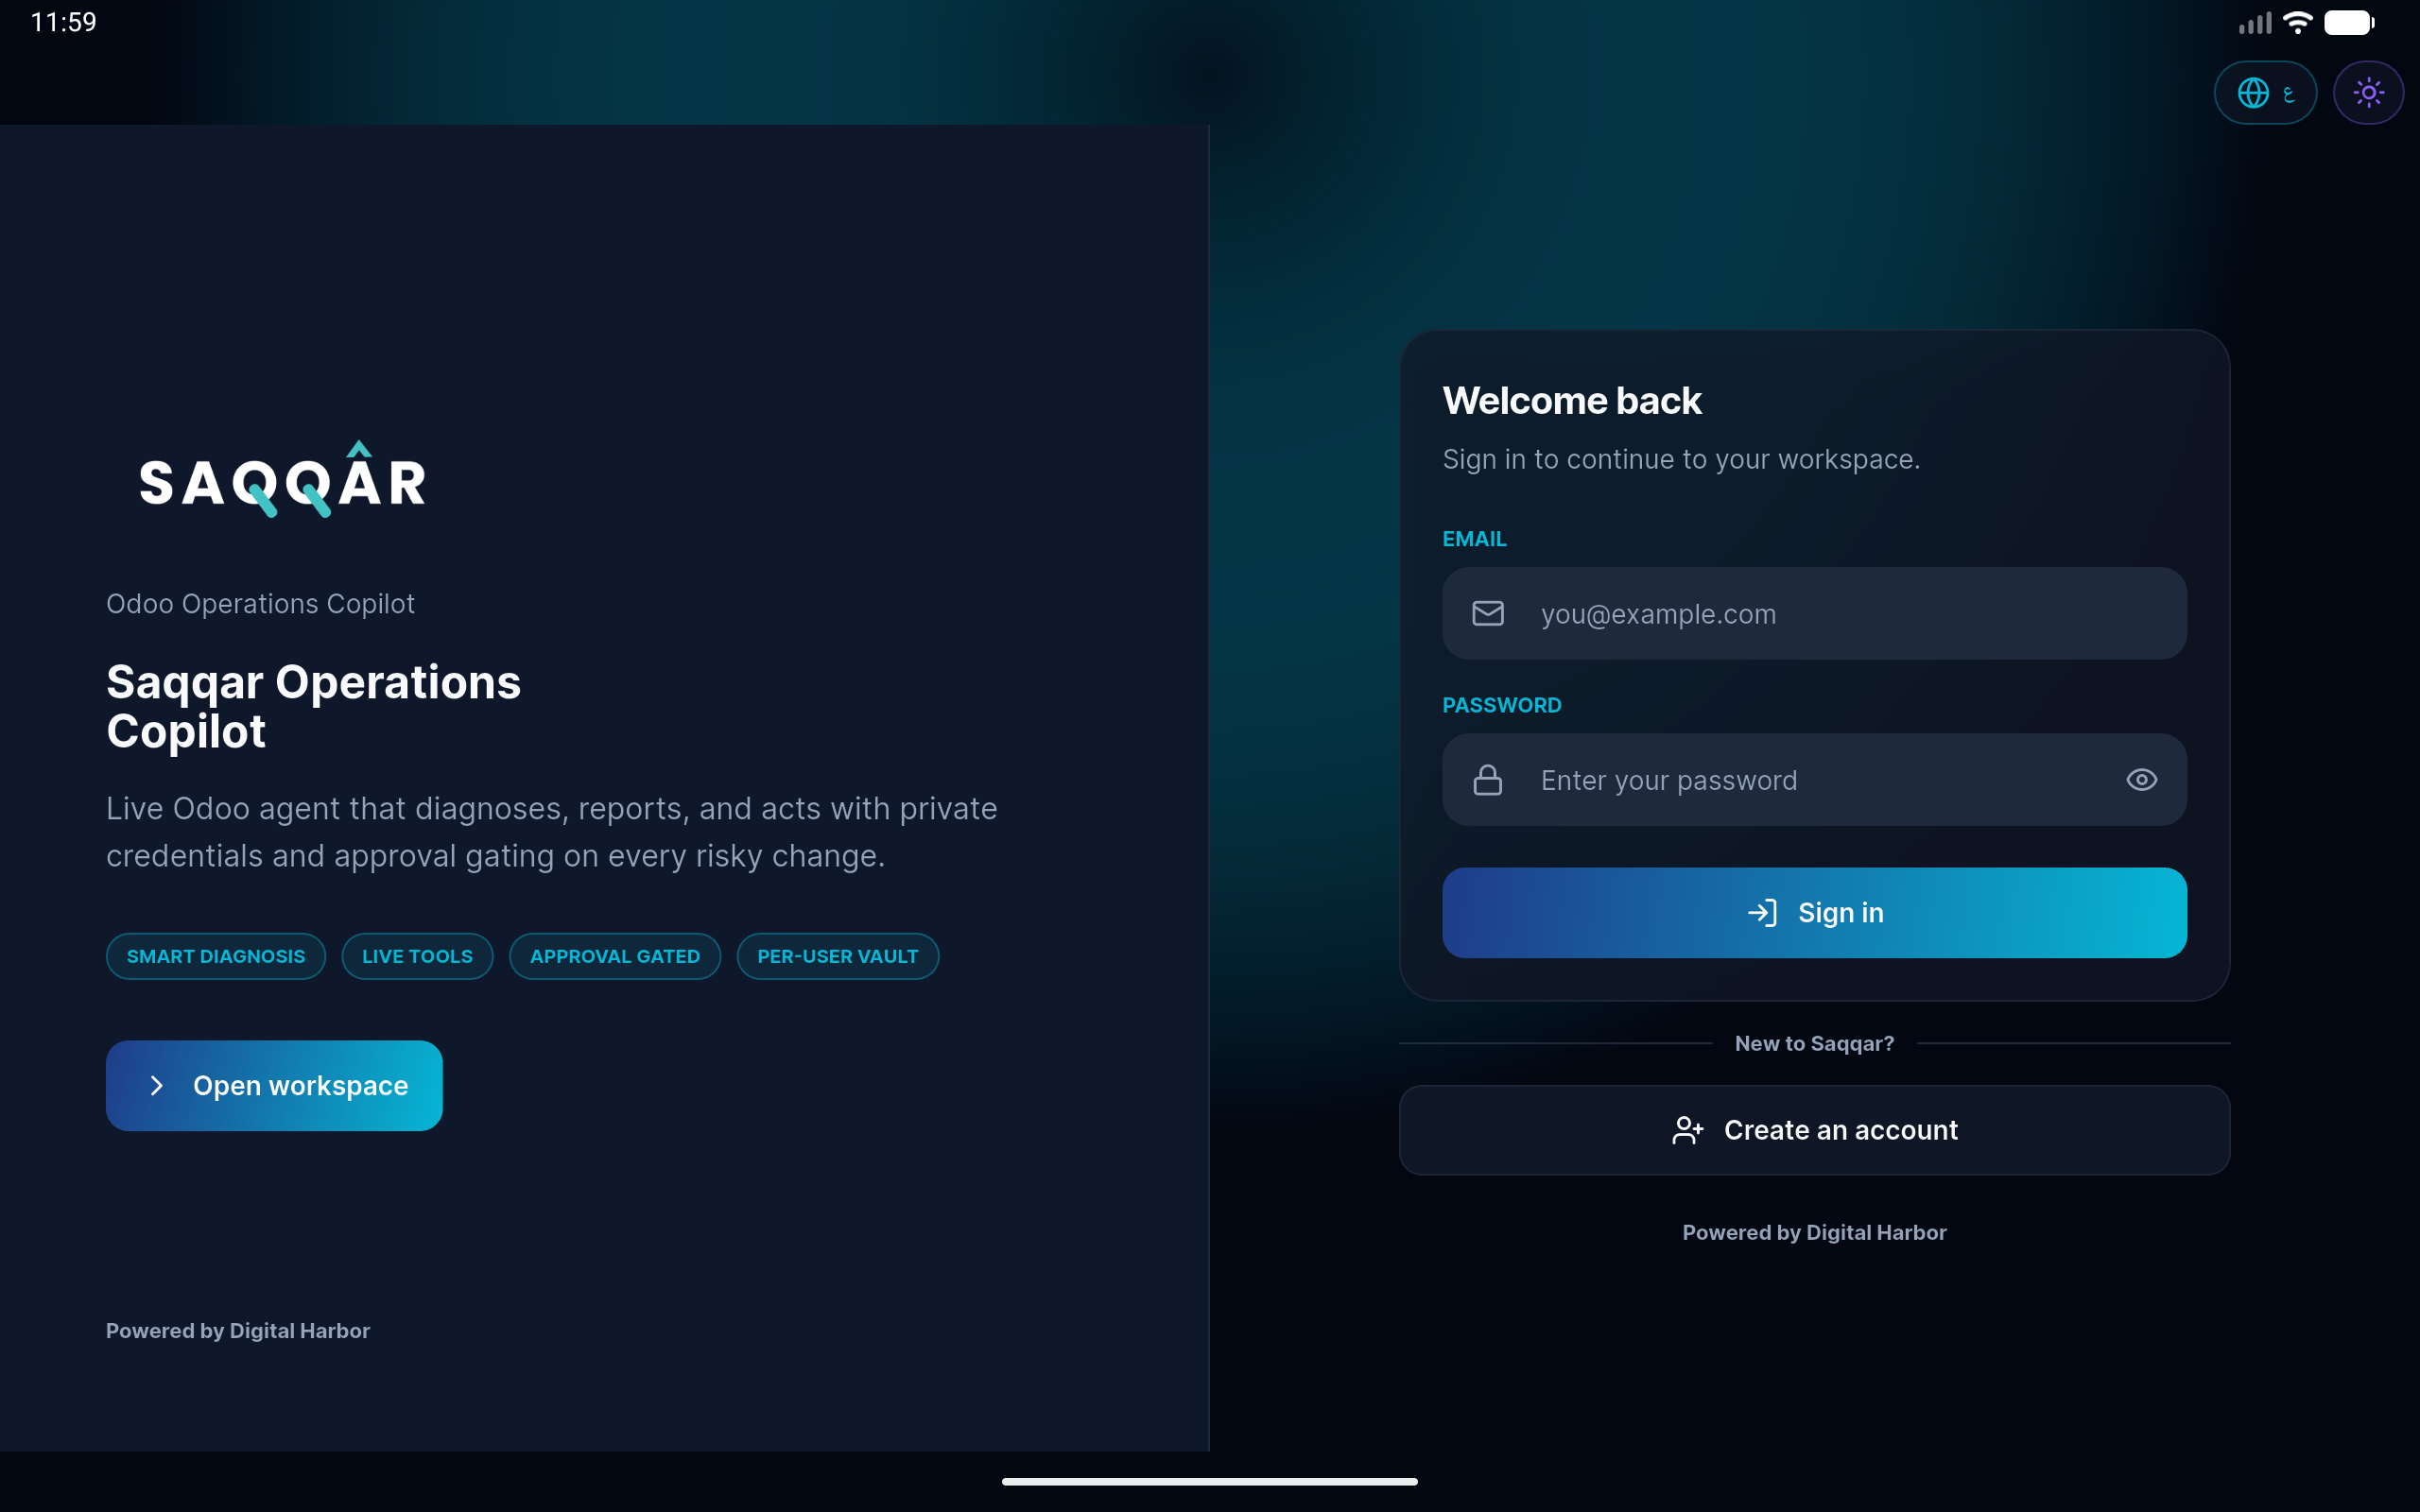 11:59
ع
SAQQÂR
Odoo Operations Copilot
Saqqar Operations
Copilot
Live Odoo agent that diagnoses, reports, and acts with private
credentials and approval gating on every risky change.
SMART DIAGNOSIS LIVE TOOLS APPROVAL GATED PER-USER VAULT
Open workspace
Powered by Digital Harbor
Welcome back
Sign in to continue to your workspace.
EMAIL
you@example.com
PASSWORD
Enter your password
Sign in
New to Saqqar?
Create an account
Powered by Digital Harbor